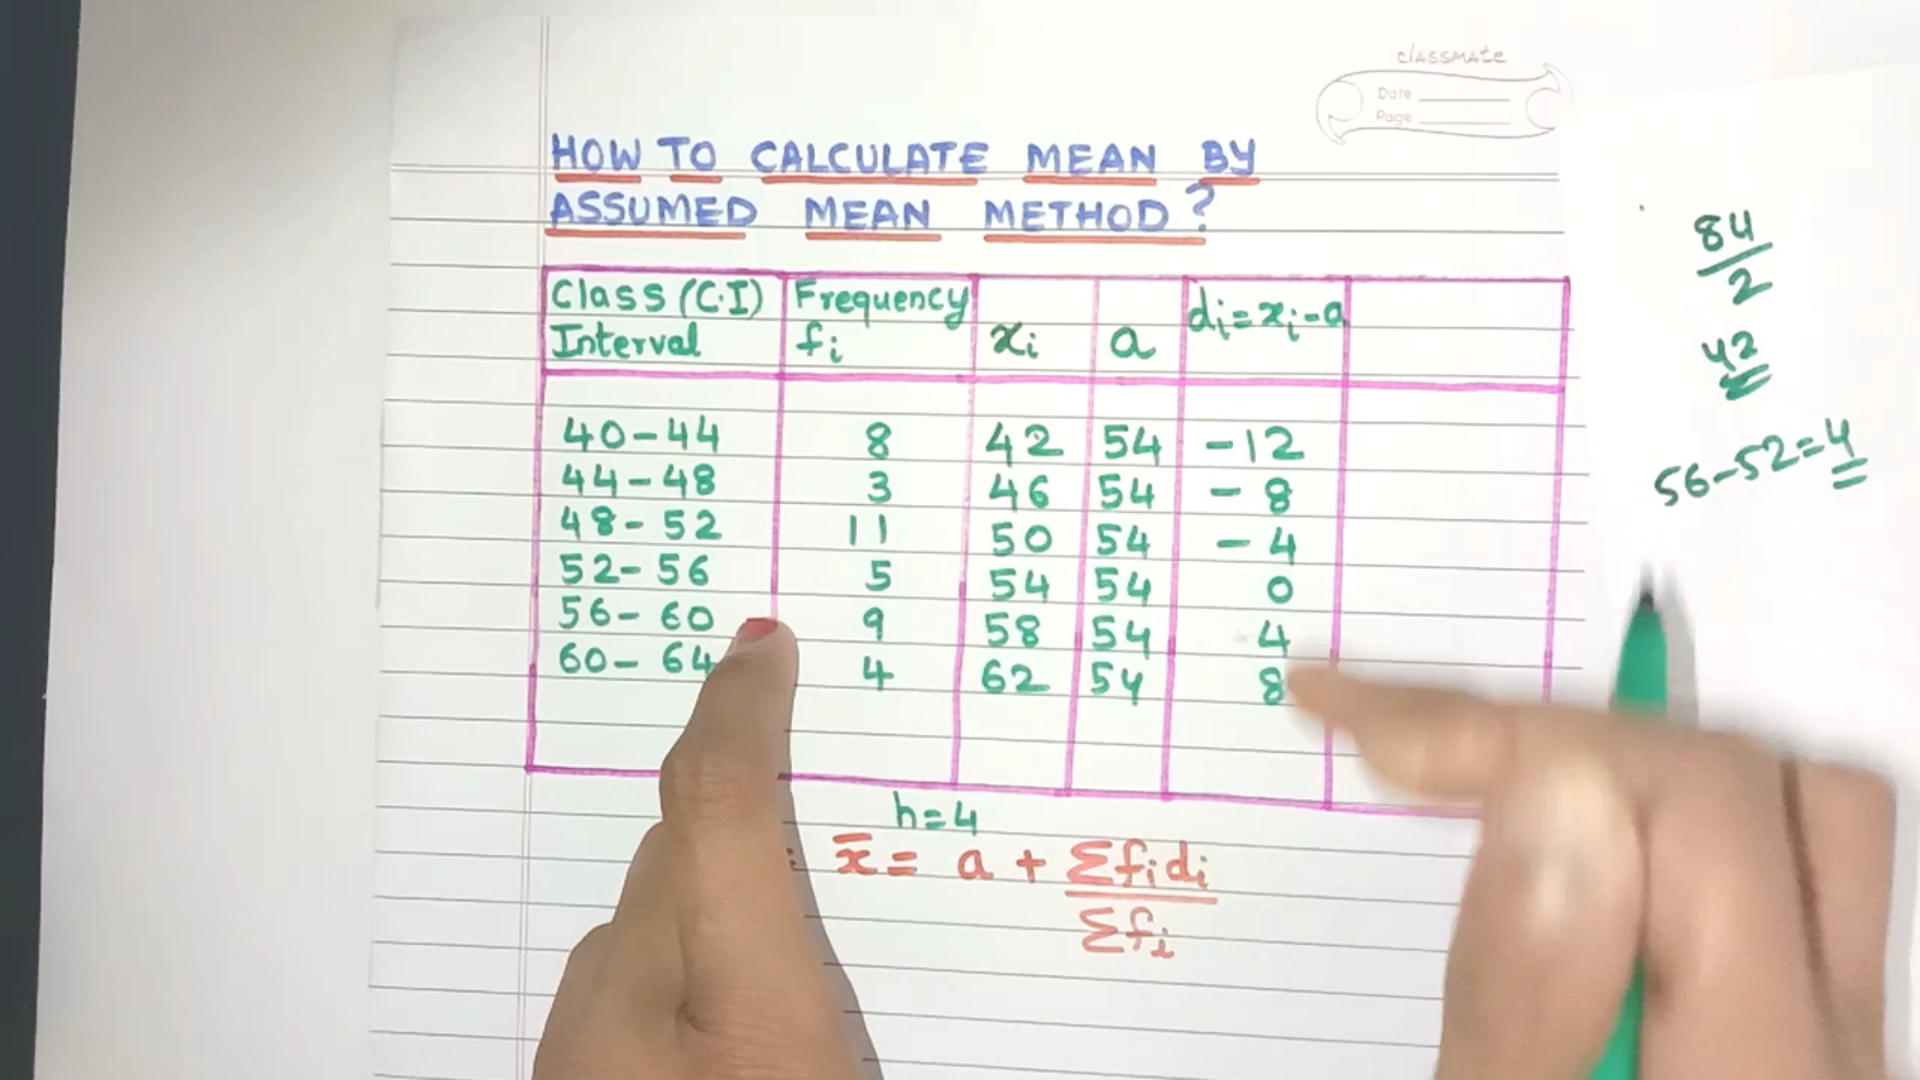 classmate
Date
Page
HOW TO CALCULATE MEAN BY
ASSUMED MEAN METHOD?
Class (C.I) Interval Frequency fi xi a di=xi-a
40-44 8 42 54 -12
44-48 3 46 54 -8
48-52 11 50 54 -4
52-56 5 54 54 0
56-60 9 58 54 4
60-64 4 62 54 8
h=4
: x̄ = a + Σfidi
Σfi
84
2
42
56-52=4